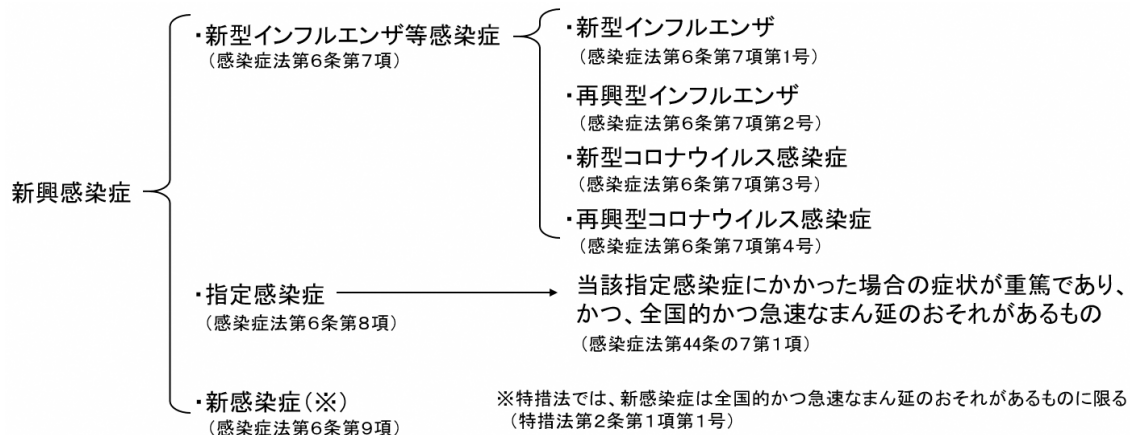 新興感染症
・新型インフルエンザ等感染症
（感染症法第6条第7項）
・新型インフルエンザ
（感染症法第6条第7項第1号）
・再興型インフルエンザ
（感染症法第6条第7項第2号）
・新型コロナウイルス感染症
（感染症法第6条第7項第3号）
・再興型コロナウイルス感染症
（感染症法第6条第7項第4号）
・指定感染症
（感染症法第6条第8項）
当該指定感染症にかかった場合の症状が重篤であり、
かつ、全国的かつ急速なまん延のおそれがあるもの
（感染症法第44条の7第1項）
・新感染症（※）
（感染症法第6条第9項）
※特措法では、新感染症は全国的かつ急速なまん延のおそれがあるものに限る
（特措法第2条第1項第1号）